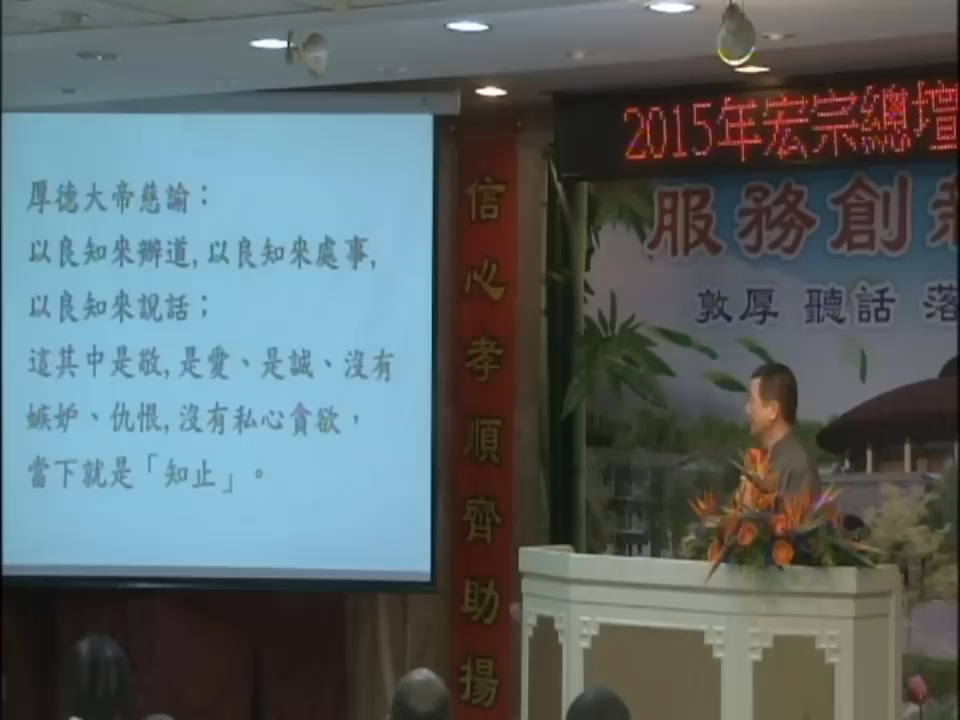 厚德大帝慈諭：
以良知來辦道,以良知來處事,
以良知來說話；
這其中是敬,是愛、是誠、沒有
嫉妒、仇恨,沒有私心貪欲，
當下就是「知止」。
信心孝順齊助揚
2015年宏宗總壇
服務創
敦厚 聽話 落